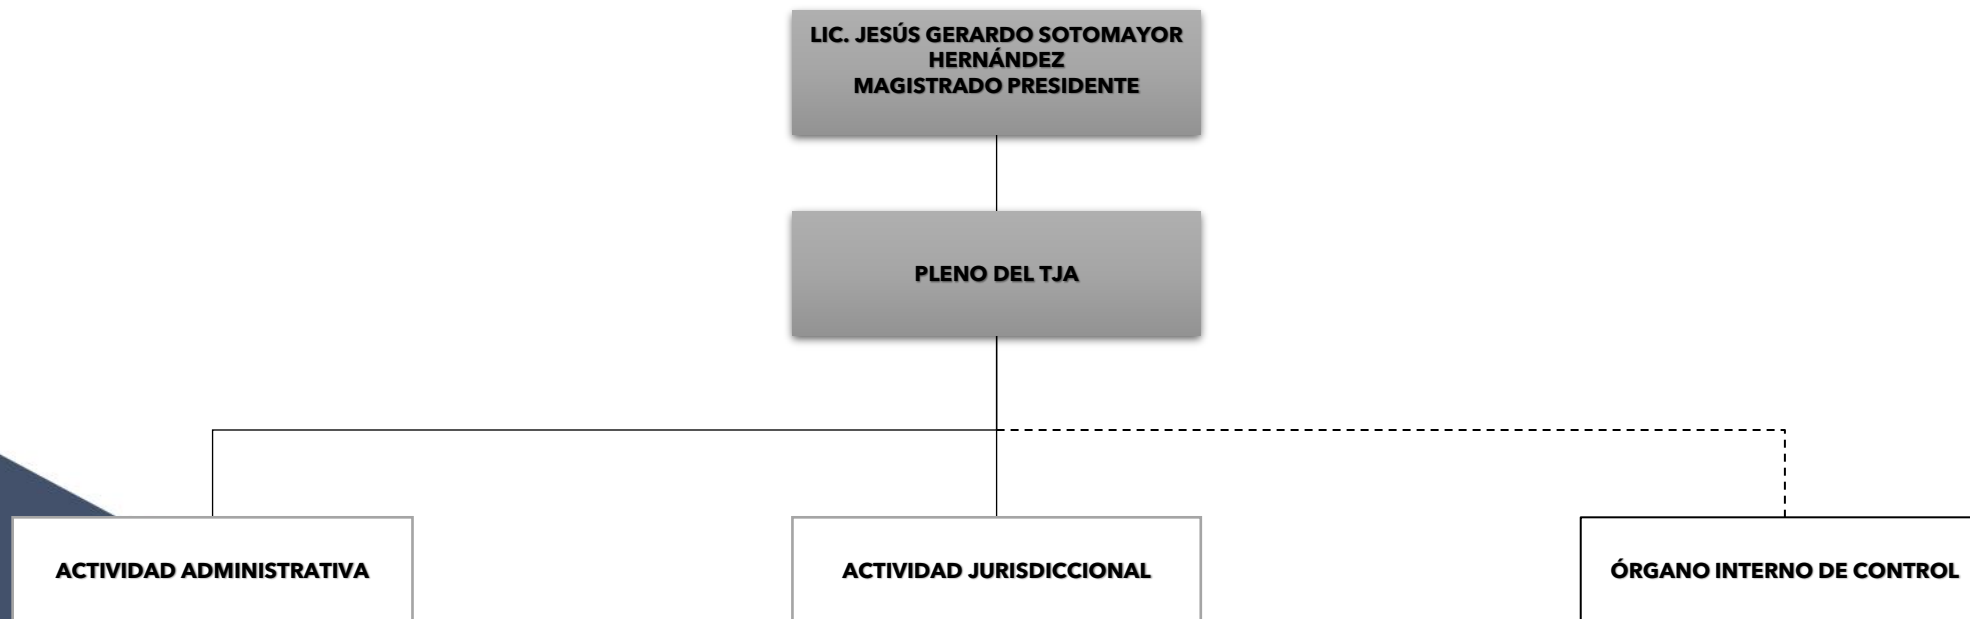 LIC. JESÚS GERARDO SOTOMAYOR
HERNÁNDEZ
MAGISTRADO PRESIDENTE
PLENO DEL TJA
ACTIVIDAD ADMINISTRATIVA
ACTIVIDAD JURISDICCIONAL
ÓRGANO INTERNO DE CONTROL